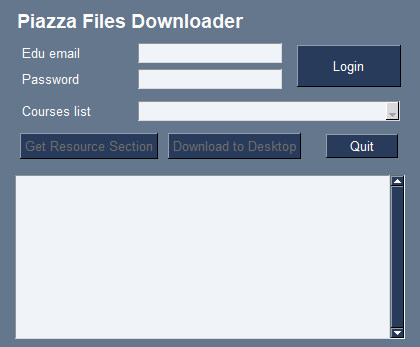 Piazza Files Downloader
Edu email
Password
Login
Courses list
Get Resource Section Download to Desktop Quit